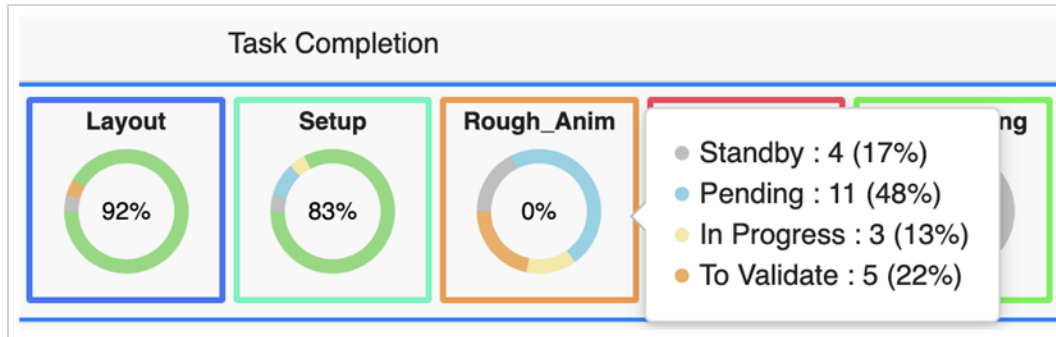 Task Completion
Layout
Setup
Rough_Anim
92%
83%
0%
Standby : 4 (17%)
Pending : 11 (48%)
In Progress : 3 (13%)
To Validate : 5 (22%)